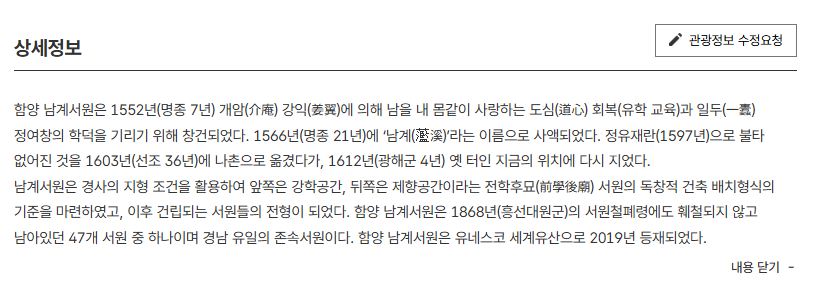 상세정보
관광정보 수정요청
함양 남계서원은 1552년(명종 7년) 개암(介庵) 강익(姜翼)에 의해 남을 내 몸같이 사랑하는 도심(道心) 회복(유학 교육)과 일두(一蠹)
정여창의 학덕을 기리기 위해 창건되었다. 1566년(명종 21년)에 ‘남계(灆溪)’라는 이름으로 사액되었다. 정유재란(1597년)으로 불타
없어진 것을 1603년(선조 36년)에 나촌으로 옮겼다가, 1612년(광해군 4년) 옛 터인 지금의 위치에 다시 지었다.
남계서원은 경사의 지형 조건을 활용하여 앞쪽은 강학공간, 뒤쪽은 제향공간이라는 전학후묘(前學後廟) 서원의 독창적 건축 배치형식의
기준을 마련하였고, 이후 건립되는 서원들의 전형이 되었다. 함양 남계서원은 1868년(흥선대원군)의 서원철폐령에도 훼철되지 않고
남아있던 47개 서원 중 하나이며 경남 유일의 존속서원이다. 함양 남계서원은 유네스코 세계유산으로 2019년 등재되었다.
내용 닫기 -